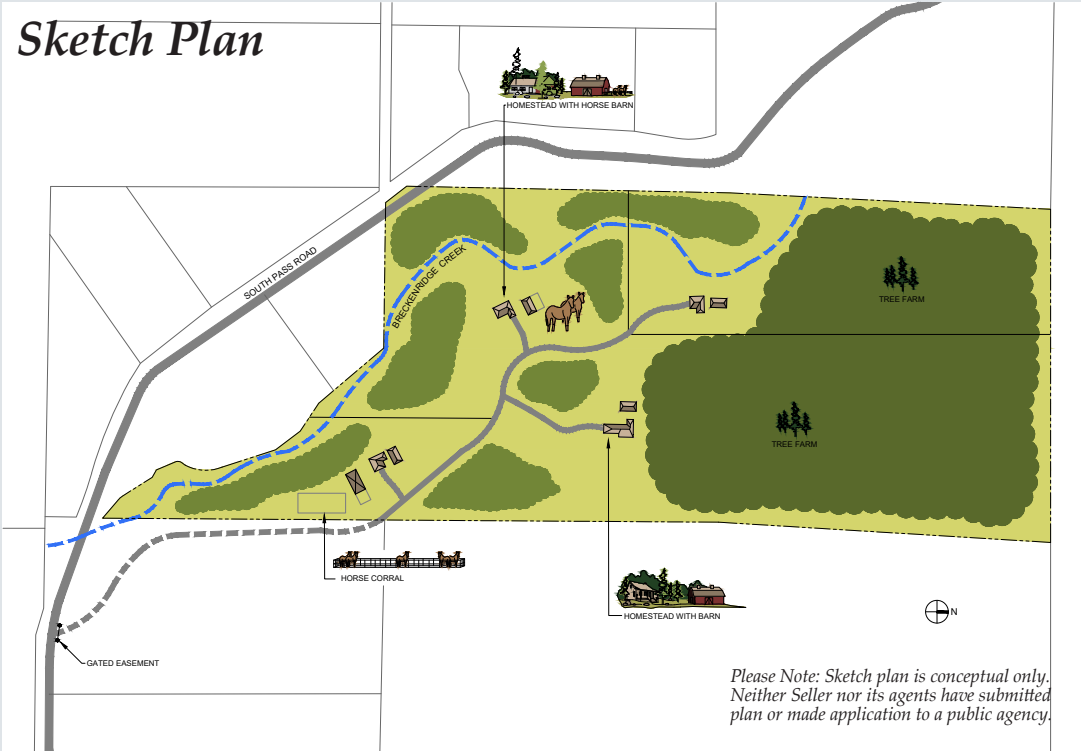 Sketch Plan
HOMESTEAD WITH HORSE BARN
SOUTH PASS ROAD
BRECKENRIDGE CREEK
TREE FARM
TREE FARM
HORSE CORRAL
HOMESTEAD WITH BARN
N
GATED EASEMENT
Please Note: Sketch plan is conceptual only.
Neither Seller nor its agents have submitted
plan or made application to a public agency.